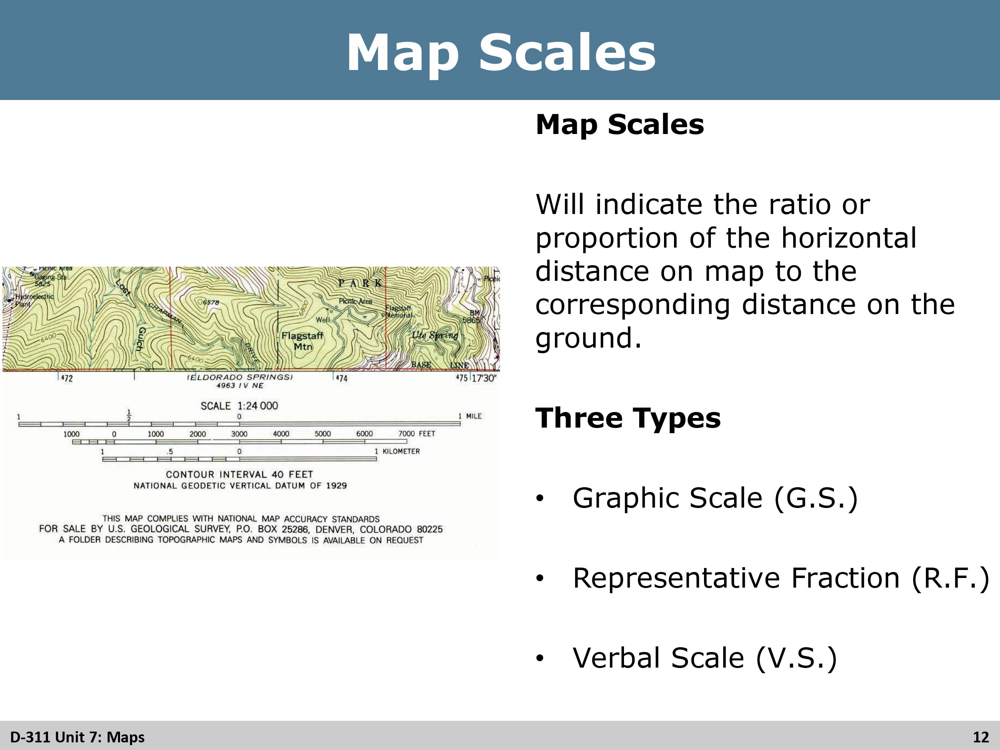 Map Scales
Map Scales
Will indicate the ratio or
proportion of the horizontal
distance on map to the
corresponding distance on the
ground.
Three Types
• Graphic Scale (G.S.)
• Representative Fraction (R.F.)
• Verbal Scale (V.S.)
Picnic Area
Gaging Sta
5825
Hydroelectric
Plant
Lost
Gulch
CHAPMAN
DRIVE
6578
6400
6400
6800
6200
PARK
Picnic Area
Well
Flagstaff
Memorial
Flagstaff
Mtn
Ute Spring
BM
5865
BASE LINE
472
(ELDORADO SPRINGS)
4963 IV NE
474
475
17'30"
SCALE 1:24 000
1 1/2 0 1 MILE
1000 0 1000 2000 3000 4000 5000 6000 7000 FEET
1 .5 0 1 KILOMETER
CONTOUR INTERVAL 40 FEET
NATIONAL GEODETIC VERTICAL DATUM OF 1929
THIS MAP COMPLIES WITH NATIONAL MAP ACCURACY STANDARDS
FOR SALE BY U.S. GEOLOGICAL SURVEY, P.O. BOX 25286, DENVER, COLORADO 80225
A FOLDER DESCRIBING TOPOGRAPHIC MAPS AND SYMBOLS IS AVAILABLE ON REQUEST
D-311 Unit 7: Maps
12